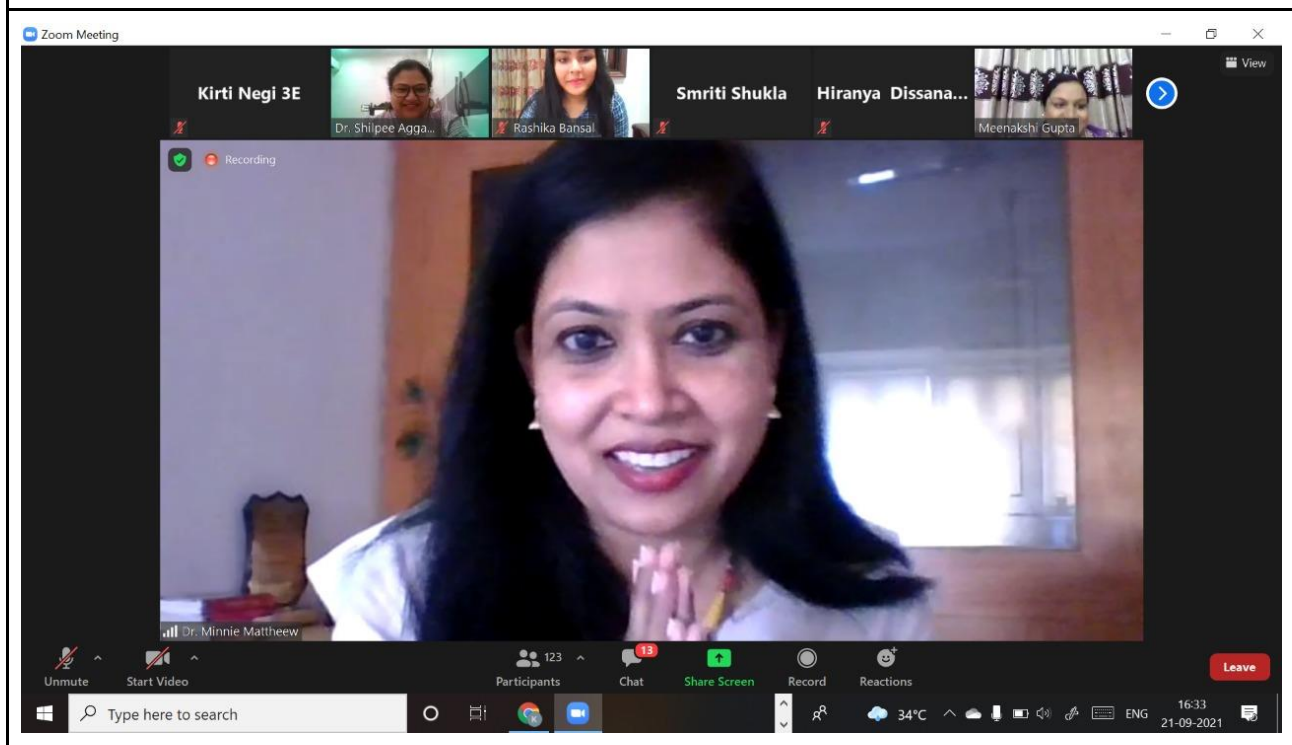 Zoom Meeting
View
Kirti Negi 3E
Dr. Shilpee Agga...
Rashika Bansal
Smriti Shukla
Hiranya Dissana...
Meenakshi Gupta
Recording
Dr. Minnie Mattheew
Unmute
Start Video
123
Participants
13
Chat
Share Screen
Record
Reactions
Leave
Type here to search
34°C
ENG
16:33
21-09-2021